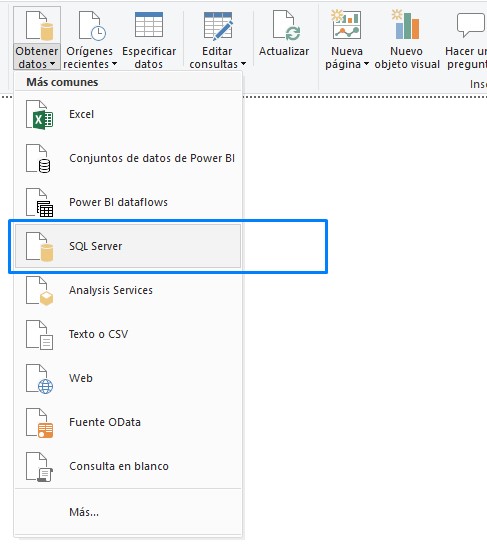 Obtener datos
Orígenes recientes
Especificar datos
Editar consultas
Actualizar
Nueva página
Nuevo objeto visual
Hacer un pregunt
Inse
Más comunes
Excel
Conjuntos de datos de Power BI
Power BI dataflows
SQL Server
Analysis Services
Texto o CSV
Web
Fuente OData
Consulta en blanco
Más...